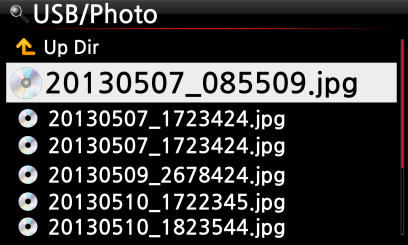 USB/Photo
Up Dir
20130507_085509.jpg
20130507_1723424.jpg
20130507_1723424.jpg
20130509_2678424.jpg
20130510_1722345.jpg
20130510_1823544.jpg